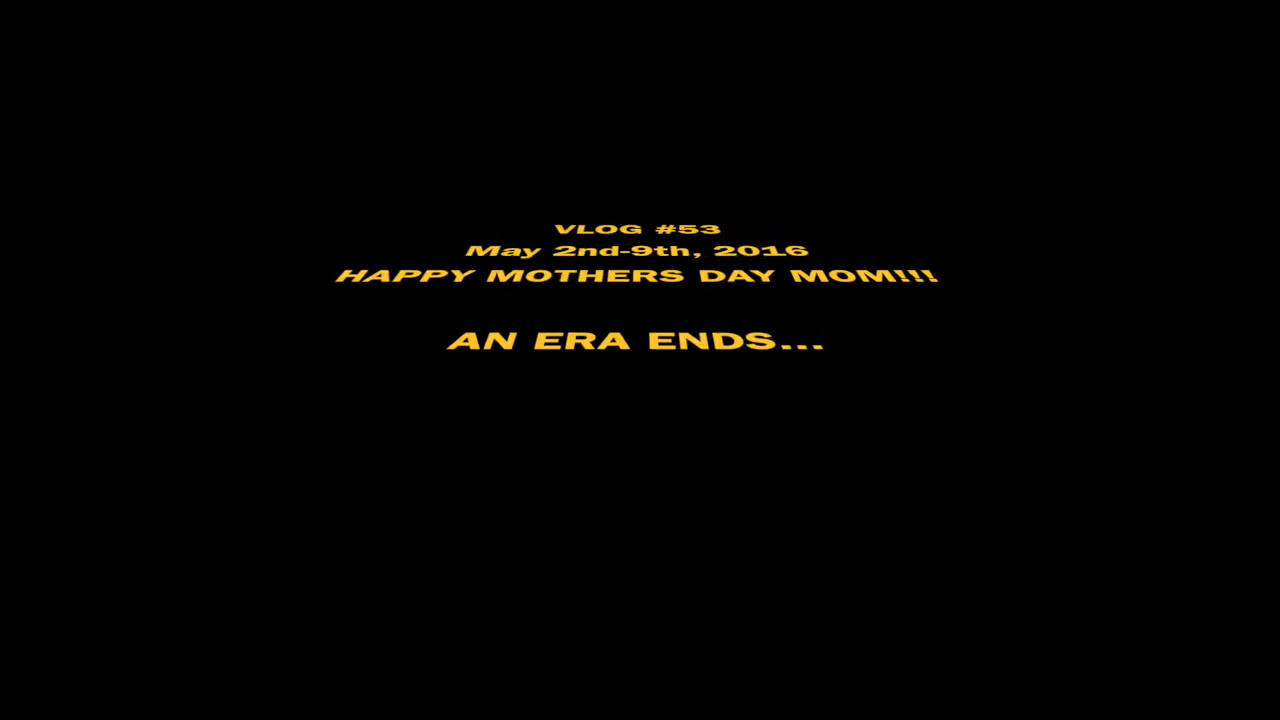 VLOG #53
May 2nd-9th, 2016
HAPPY MOTHERS DAY MOM!!!
AN ERA ENDS...